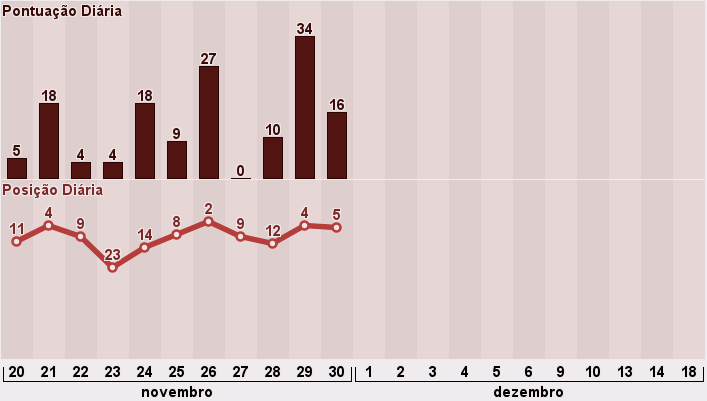 Pontuação Diária
5 18 4 4 18 9 27 0 10 34 16
Posição Diária
11 4 9 23 14 8 2 9 12 4 5
20 21 22 23 24 25 26 27 28 29 30 1 2 3 4 5 6 9 10 13 14 18
novembro dezembro